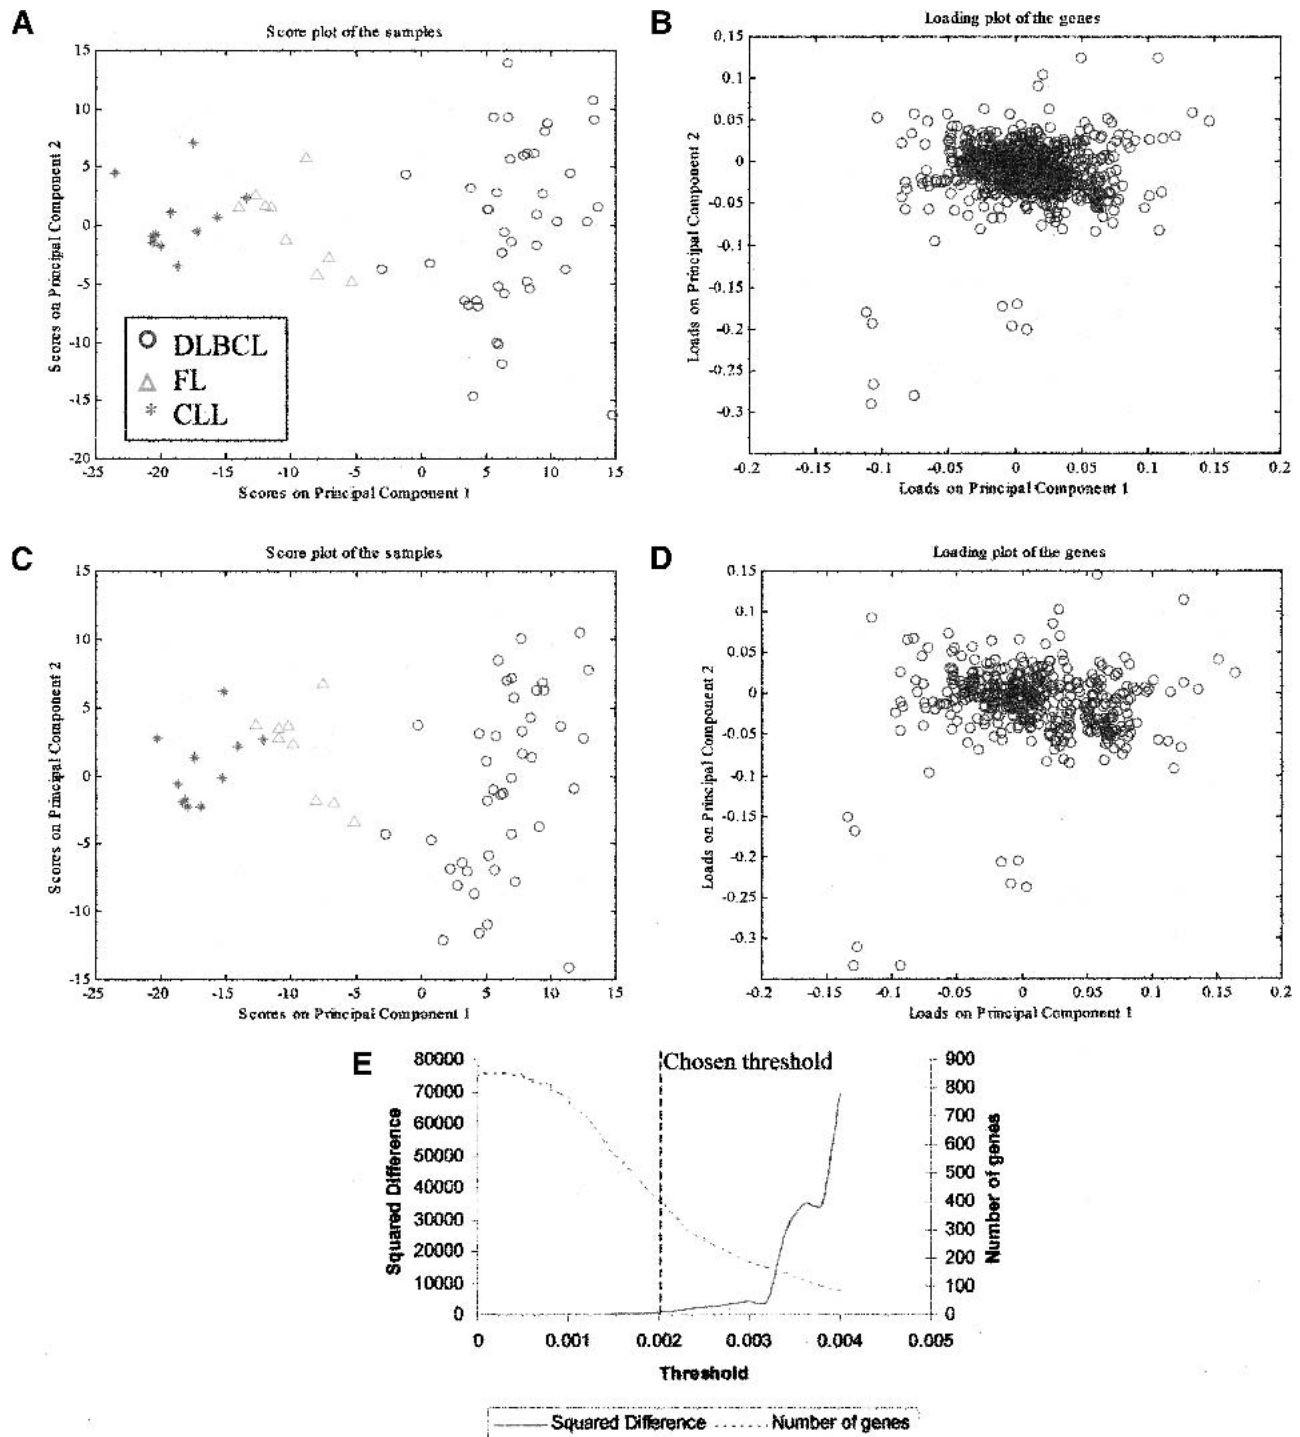 A
Score plot of the samples
15
10
5
0
-5
-10
-15
-20
-25 -20 -15 -10 -5 0 5 10 15
Scores on Principal Component 1
Scores on Principal Component 2
DLBCL
FL
CLL
B
Loading plot of the genes
0.15
0.1
0.05
0
-0.05
-0.1
-0.15
-0.2
-0.25
-0.3
-0.2 -0.15 -0.1 -0.05 0 0.05 0.1 0.15 0.2
Loads on Principal Component 1
Loads on Principal Component 2
C
Score plot of the samples
15
10
5
0
-5
-10
-15
-25 -20 -15 -10 -5 0 5 10 15
Scores on Principal Component 1
Scores on Principal Component 2
D
Loading plot of the genes
0.15
0.1
0.05
0
-0.05
-0.1
-0.15
-0.2
-0.25
-0.3
-0.2 -0.15 -0.1 -0.05 0 0.05 0.1 0.15 0.2
Loads on Principal Component 1
Loads on Principal Component 2
E
Chosen threshold
80000
70000
60000
50000
40000
30000
20000
10000
0
Squared Difference
900
800
700
600
500
400
300
200
100
0
Number of genes
0 0.001 0.002 0.003 0.004 0.005
Threshold
Squared Difference Number of genes